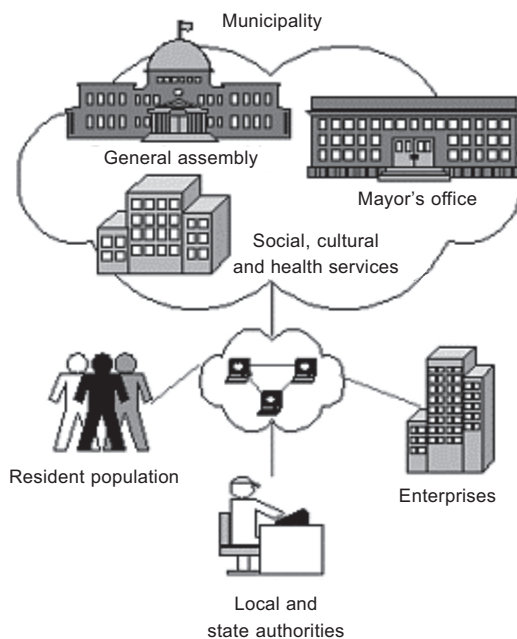 Municipality
General assembly
Mayor's office
Social, cultural
and health services
Resident population
Enterprises
Local and
state authorities